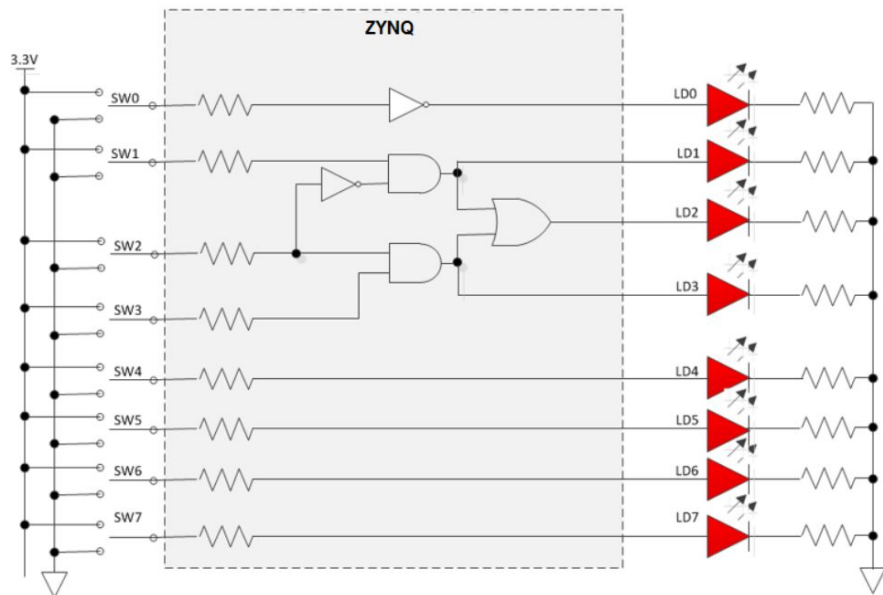 ZYNQ
3.3V
SW0
LD0
SW1
LD1
SW2
LD2
SW3
LD3
SW4
LD4
SW5
LD5
SW6
LD6
SW7
LD7